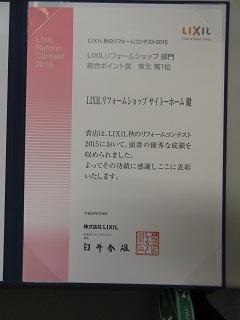 LIXIL
Reform
Contest
2015
LIXIL秋のリフォームコンテスト2015
LIXIL
LIXILリフォームショップ 部門
総合ポイント賞 東北 第1位
LIXILリフォームショップ サイトーホーム 殿
貴店は、LIXIL秋のリフォームコンテスト
2015において、頭書の優秀な成績を
収められました。
よってその功績に感謝しここに表彰
いたします。
株式会社 LIXIL
臼井春雄